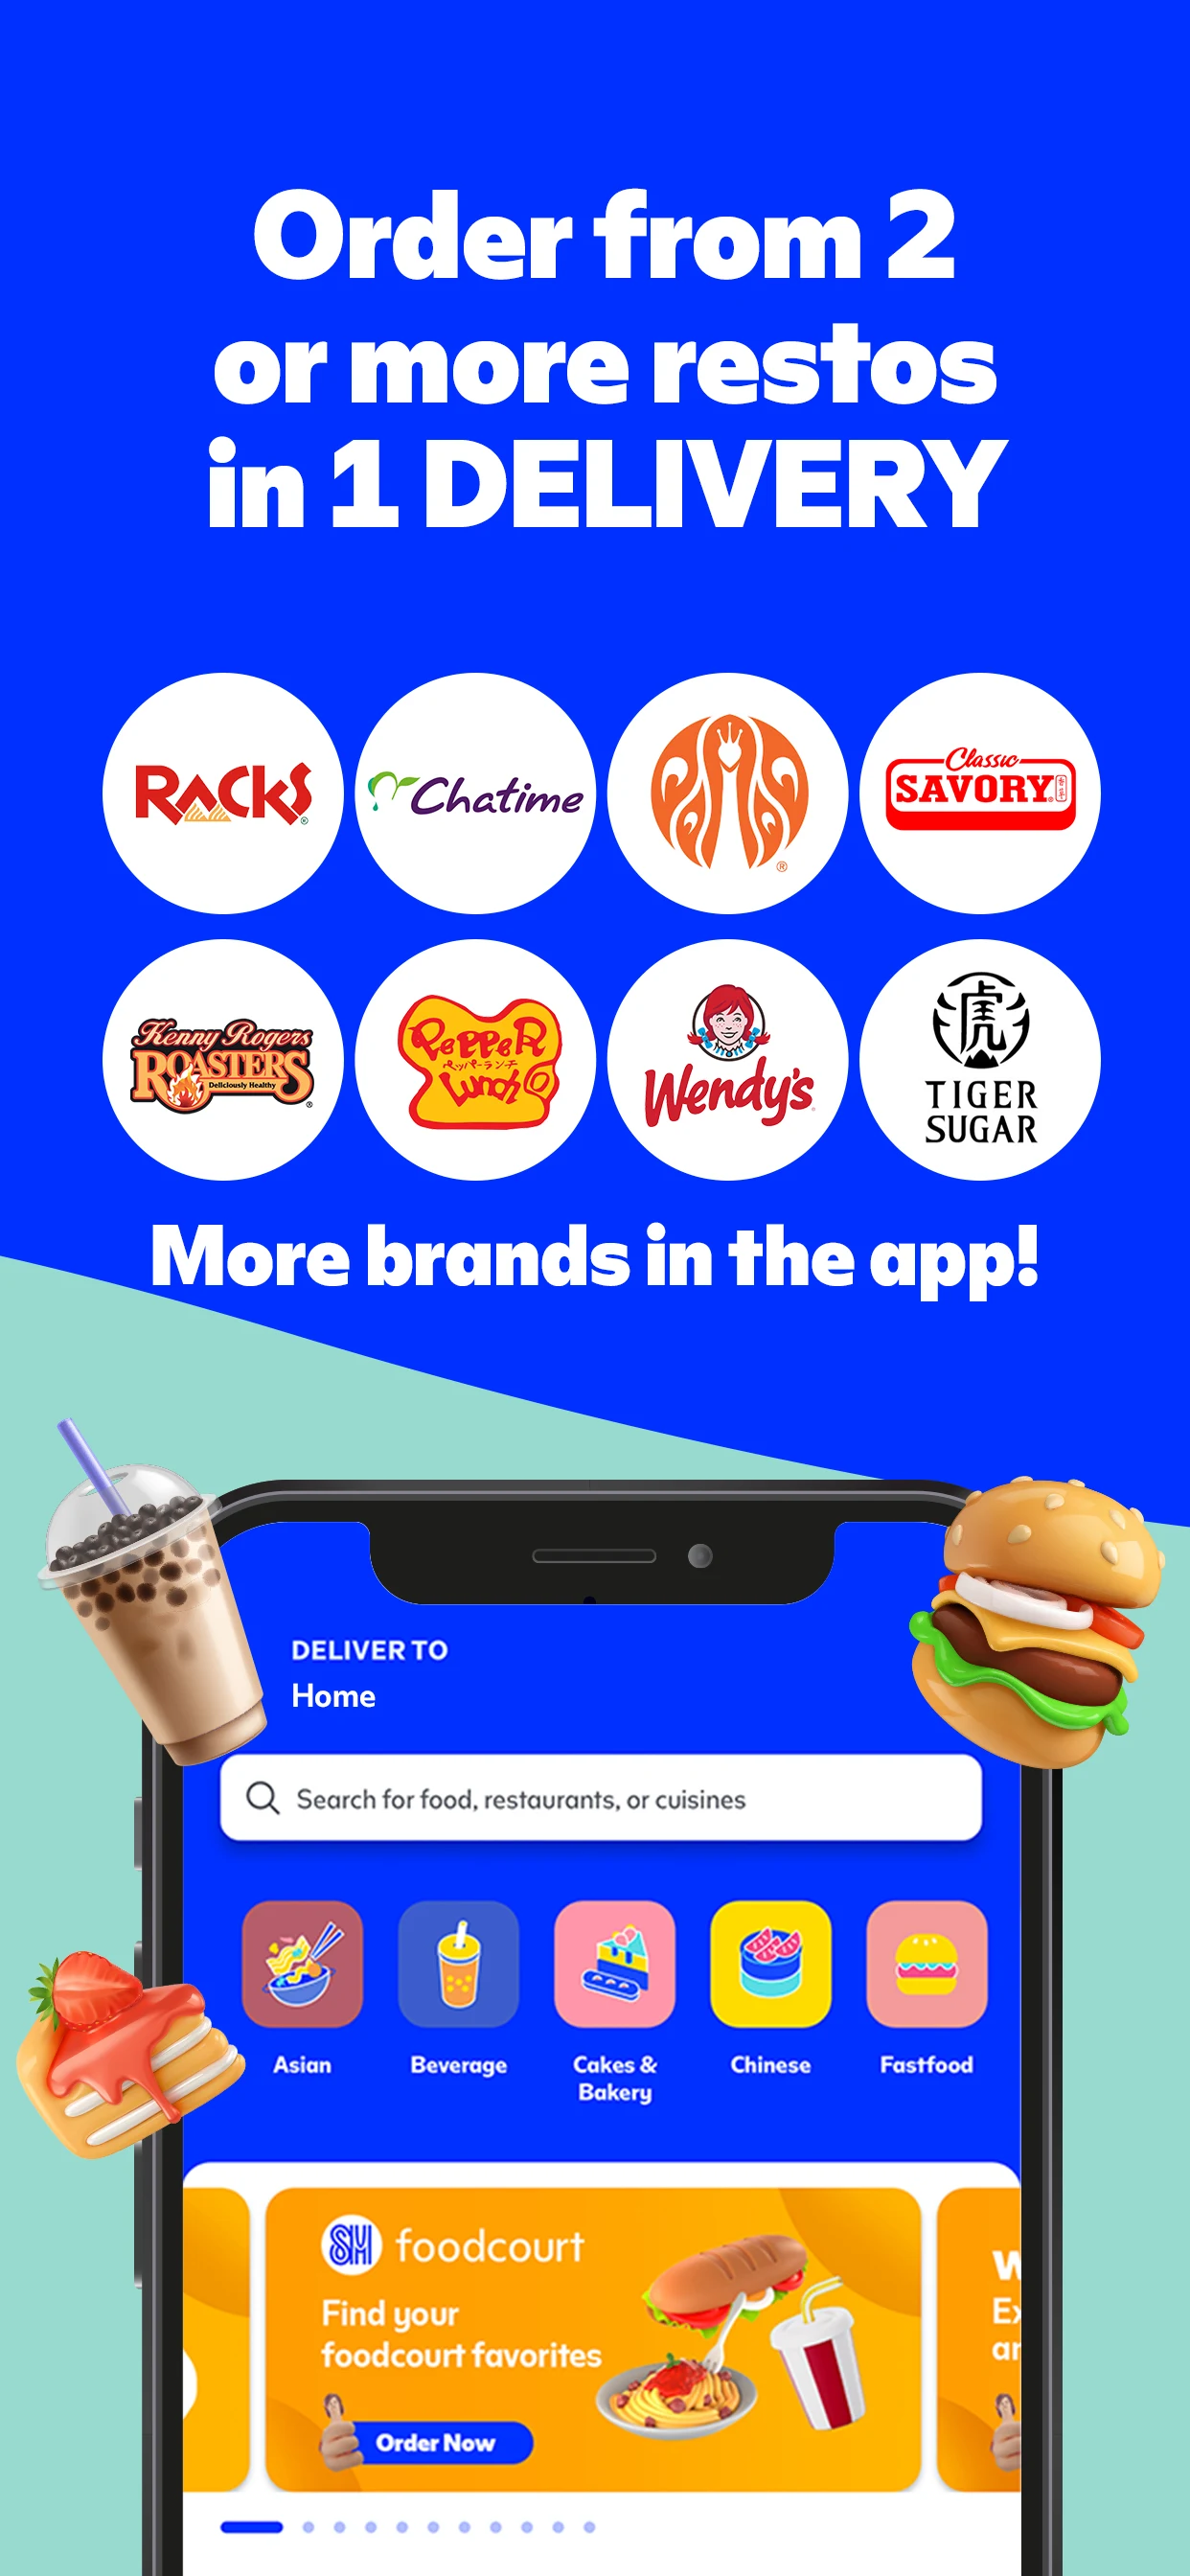 Order from 2
or more restos
in 1 DELIVERY
RACKS
Chatime
Classic
SAVORY
Kenny Rogers
ROASTERS
Deliciously Healthy
PePPeR
ペッパーランチ
Lunch
Wendy's
虎
TIGER
SUGAR
More brands in the app!
DELIVER TO
Home
Search for food, restaurants, or cuisines
Asian
Beverage
Cakes &
Bakery
Chinese
Fastfood
SM foodcourt
Find your
foodcourt favorites
Order Now
W
Ex
an